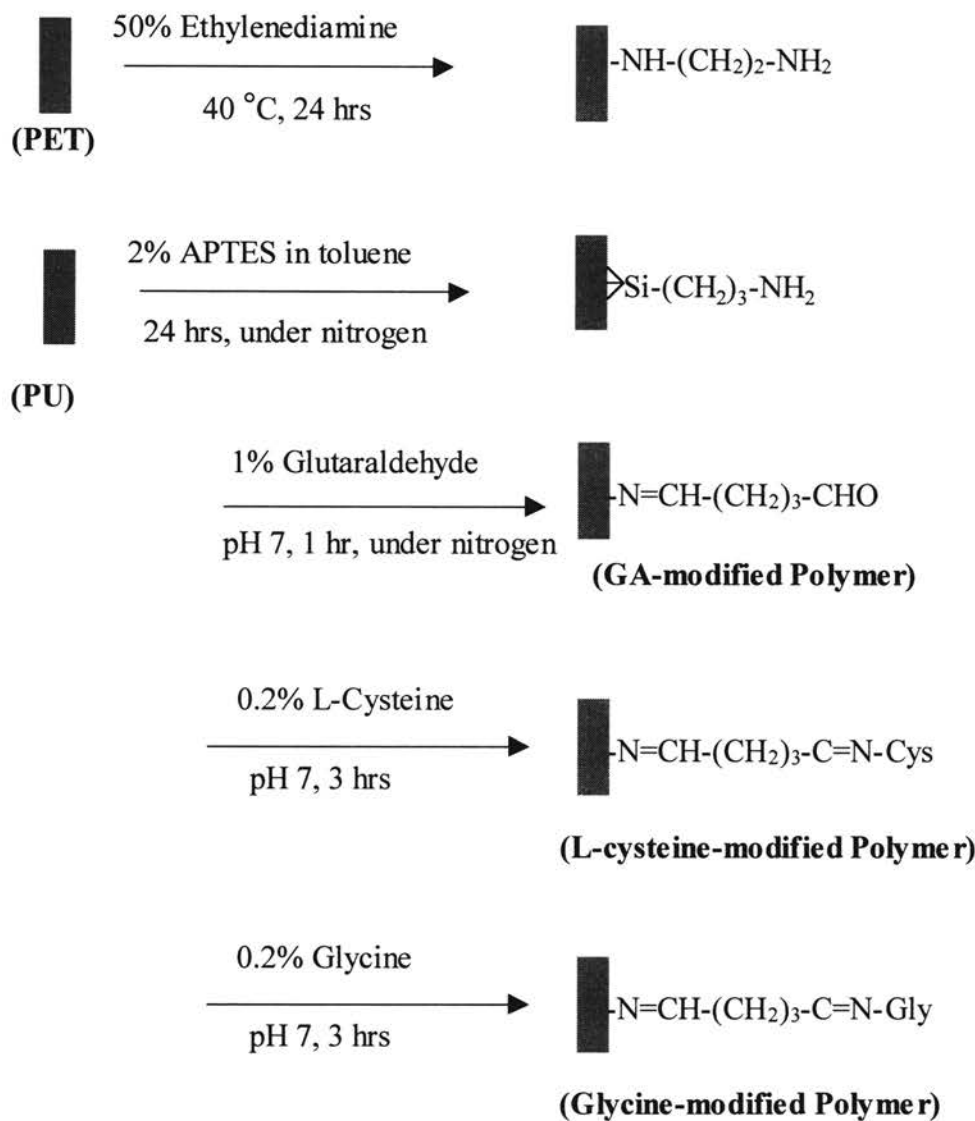 50% Ethylenediamine
-NH-(CH₂)₂-NH₂
40 °C, 24 hrs
(PET)
2% APTES in toluene
Si-(CH₂)₃-NH₂
24 hrs, under nitrogen
(PU)
1% Glutaraldehyde
-N=CH-(CH₂)₃-CHO
pH 7, 1 hr, under nitrogen
(GA-modified Polymer)
0.2% L-Cysteine
-N=CH-(CH₂)₃-C=N-Cys
pH 7, 3 hrs
(L-cysteine-modified Polymer)
0.2% Glycine
-N=CH-(CH₂)₃-C=N-Gly
pH 7, 3 hrs
(Glycine-modified Polymer)